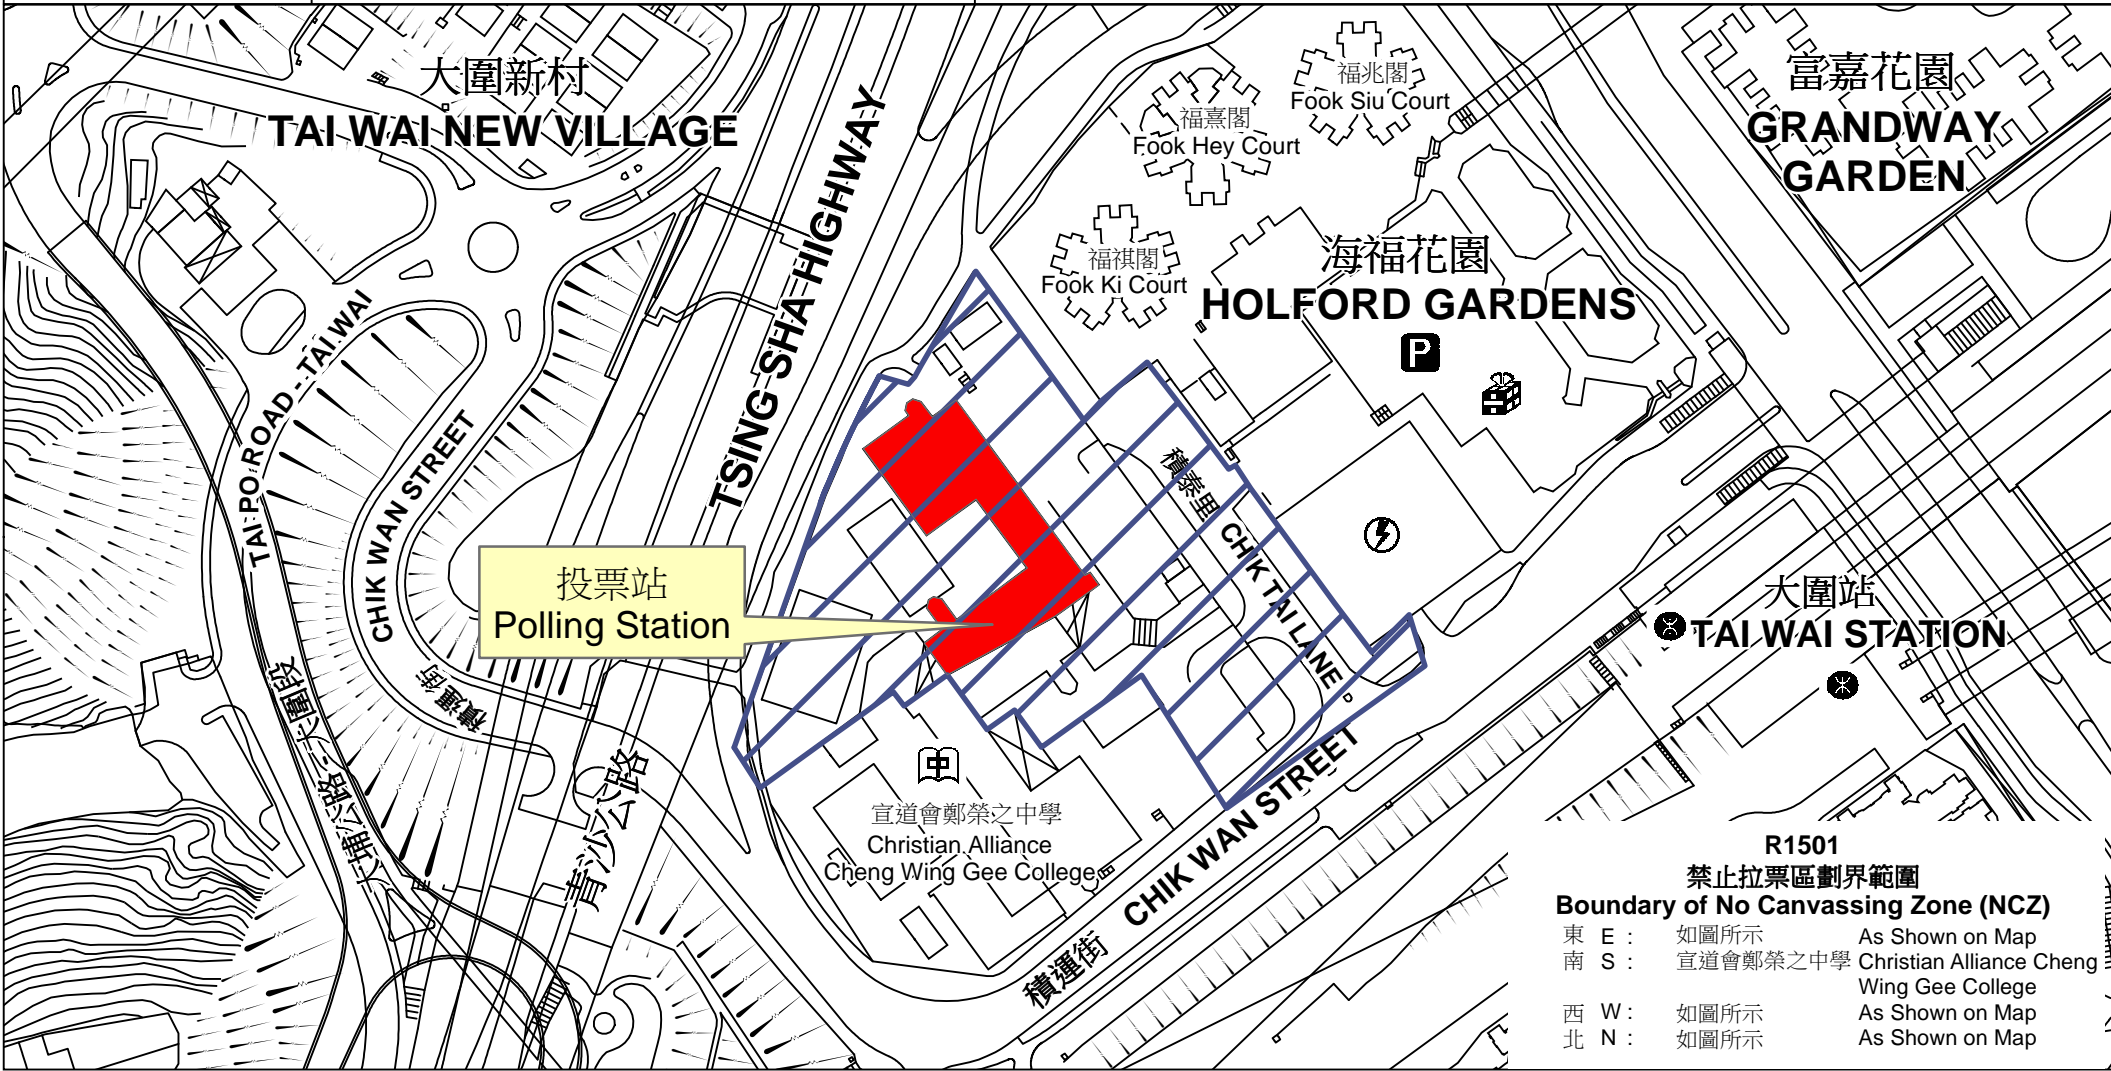 大圍新村
TAI WAI NEW VILLAGE
TSING SHA HIGHWAY
福兆閣
Fook Siu Court
福熹閣
Fook Hey Court
福祺閣
Fook Ki Court
富嘉花園
GRANDWAY
GARDEN
海福花園
HOLFORD GARDENS
P
TAI PO ROAD - TAI WAI
CHIK WAN STREET
積泰里 CHIK TAI LANE
投票站
Polling Station
大圍站
TAI WAI STATION
積運街
大埔公路-大圍段
青沙公路
中
宣道會鄭榮之中學
Christian Alliance
Cheng Wing Gee College
積運街 CHIK WAN STREET
R1501
禁止拉票區劃界範圍
Boundary of No Canvassing Zone (NCZ)
東 E : 如圖所示 As Shown on Map
南 S : 宣道會鄭榮之中學 Christian Alliance Cheng
Wing Gee College
西 W : 如圖所示 As Shown on Map
北 N : 如圖所示 As Shown on Map